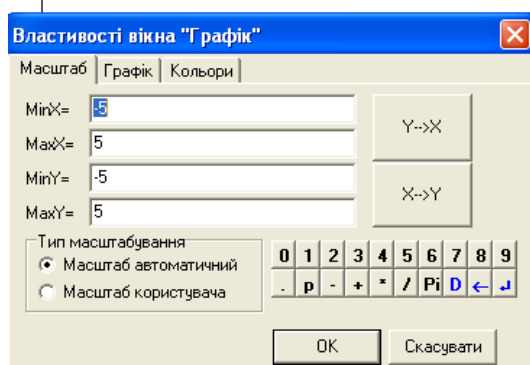 Властивості вікна "Графік"
Масштаб Графік Кольори
MinX= -5
MaxX= 5
MinY= -5
MaxY= 5
Y-->X
X-->Y
Тип масштабування
Масштаб автоматичний
Масштаб користувача
0 1 2 3 4 5 6 7 8 9
. p - + * / Pi D ← ↲
OK Скасувати